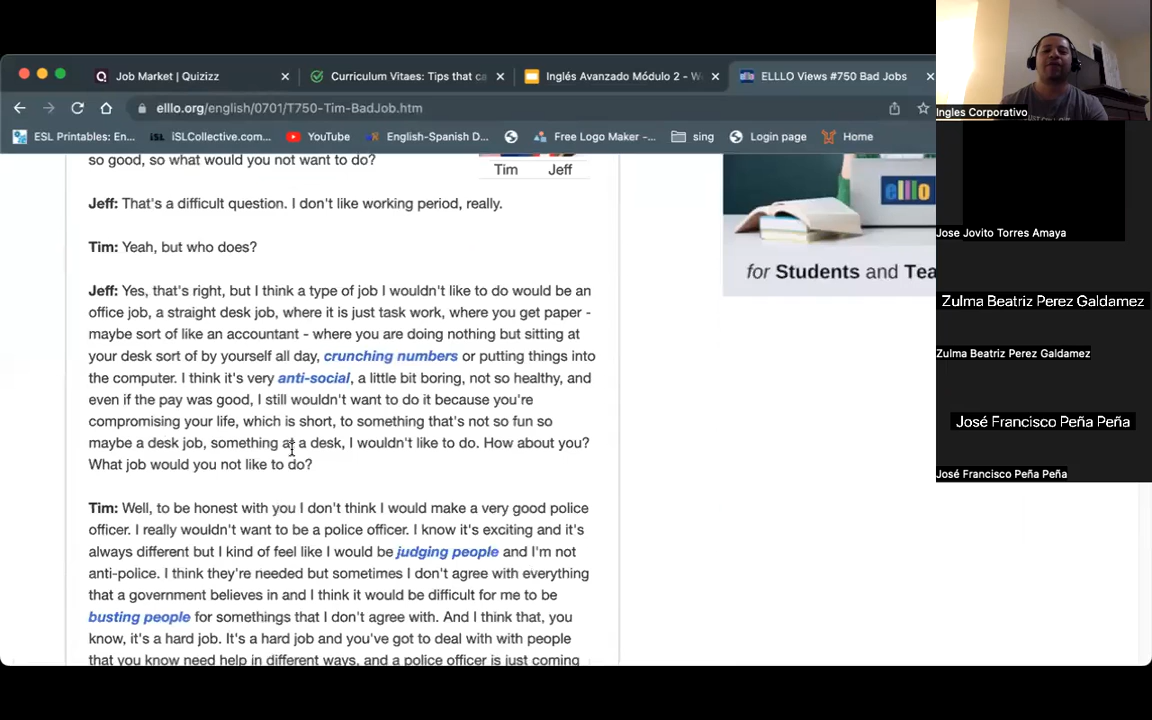 Job Market | Quizizz
Curriculum Vitaes: Tips that ca
Inglés Avanzado Módulo 2 - W
ELLLO Views #750 Bad Jobs
elllo.org/english/0701/T750-Tim-BadJob.htm
ESL Printables: En...
iSL iSLCollective.com...
YouTube
English-Spanish D...
Free Logo Maker -...
sing
Login page
Home
so good, so what would you not want to do?
Tim Jeff
Jeff: That's a difficult question. I don't like working period, really.
Tim: Yeah, but who does?
Jeff: Yes, that's right, but I think a type of job I wouldn't like to do would be an
office job, a straight desk job, where it is just task work, where you get paper -
maybe sort of like an accountant - where you are doing nothing but sitting at
your desk sort of by yourself all day, crunching numbers or putting things into
the computer. I think it's very anti-social, a little bit boring, not so healthy, and
even if the pay was good, I still wouldn't want to do it because you're
compromising your life, which is short, to something that's not so fun so
maybe a desk job, something at a desk, I wouldn't like to do. How about you?
What job would you not like to do?
Tim: Well, to be honest with you I don't think I would make a very good police
officer. I really wouldn't want to be a police officer. I know it's exciting and it's
always different but I kind of feel like I would be judging people and I'm not
anti-police. I think they're needed but sometimes I don't agree with everything
that a government believes in and I think it would be difficult for me to be
busting people for somethings that I don't agree with. And I think that, you
know, it's a hard job. It's a hard job and you've got to deal with with people
that you know need help in different ways, and a police officer is just coming
elllo
for Students and Tea
Ingles Corporativo
Jose Jovito Torres Amaya
Zulma Beatriz Perez Galdamez
Zulma Beatriz Perez Galdamez
José Francisco Peña Peña
José Francisco Peña Peña